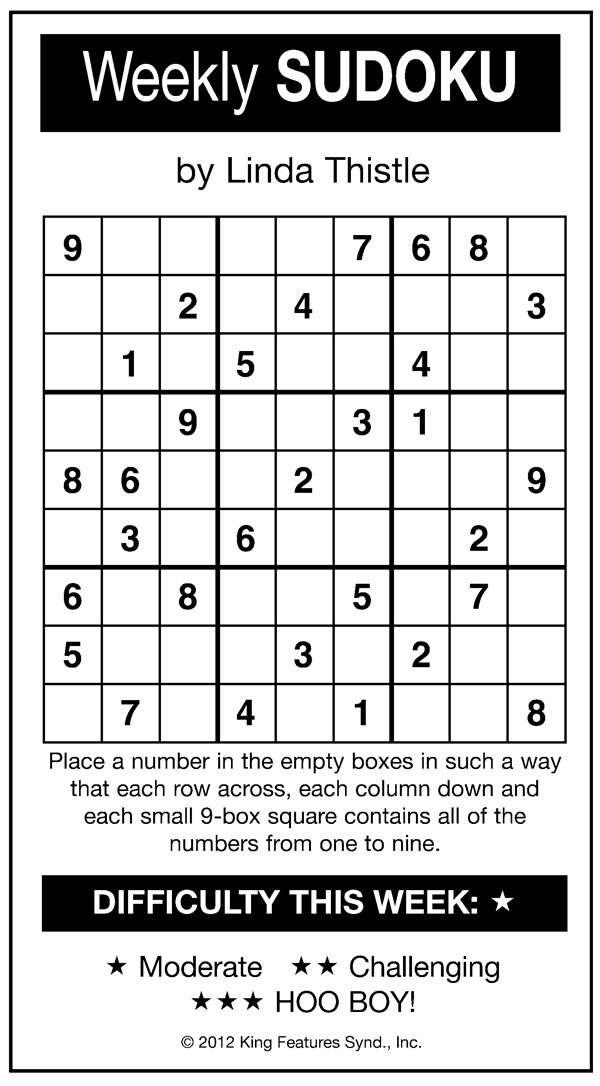 Weekly SUDOKU
by Linda Thistle
9 7 6 8
2 4 3
1 5 4
9 3 1
8 6 2 9
3 6 2
6 8 5 7
5 3 2
7 4 1 8
Place a number in the empty boxes in such a way
that each row across, each column down and
each small 9-box square contains all of the
numbers from one to nine.
DIFFICULTY THIS WEEK: ★
★ Moderate ★★ Challenging
★★★ HOO BOY!
© 2012 King Features Synd., Inc.